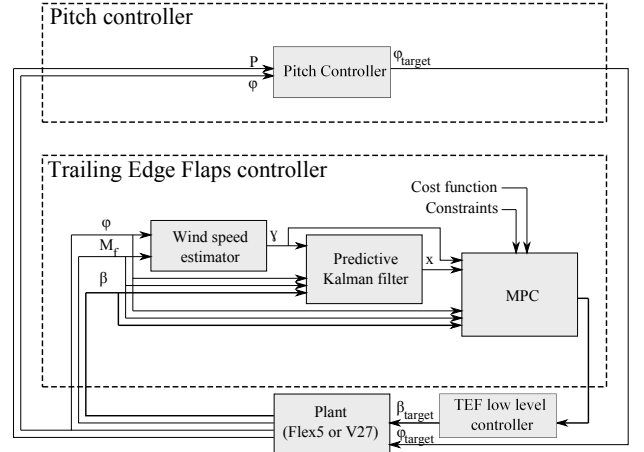 Pitch controller
P
φ
Pitch Controller
φtarget
Trailing Edge Flaps controller
Cost function
Constraints
φ
Mf
β
Wind speed
estimator
γ
Predictive
Kalman filter
x
MPC
Plant
(Flex5 or V27)
βtarget
φtarget
TEF low level
controller